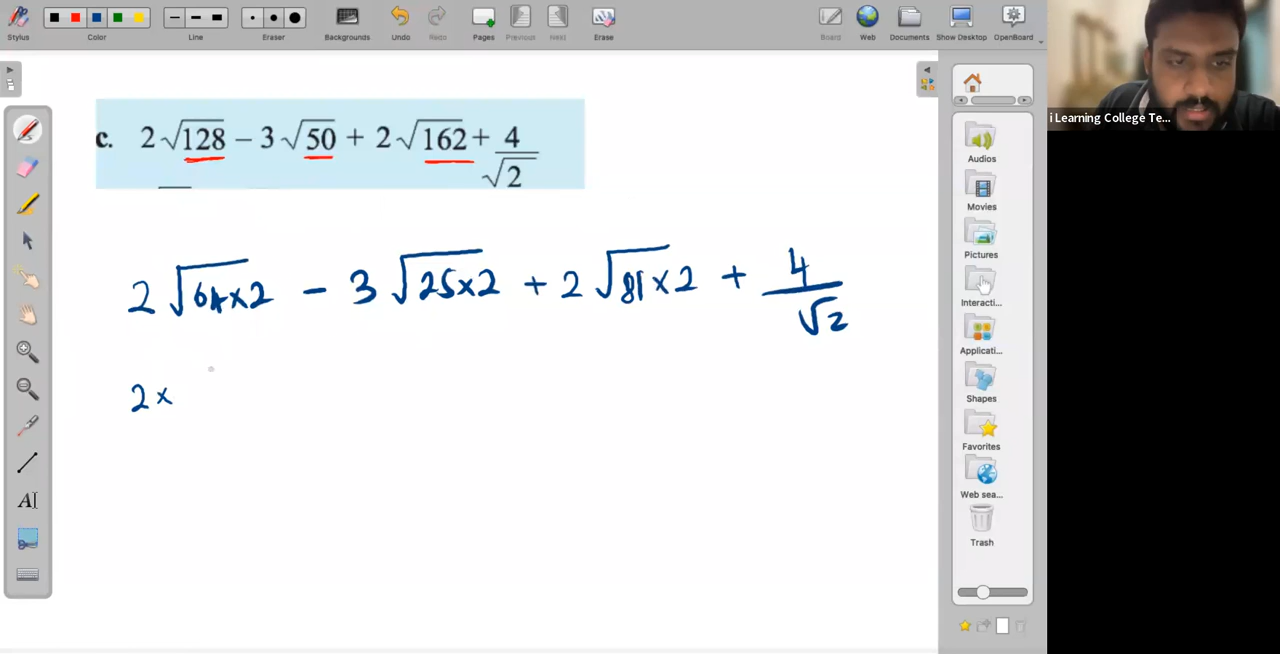 Stylus Color Line Eraser Backgrounds Undo Redo Pages Previous Next Erase Board Web Documents Show Desktop OpenBoard
i Learning College Te...
c. 2√128 − 3√50 + 2√162 + 4/√2
2√64×2 − 3√25×2 + 2√81×2 + 4/√2
2×
Audios
Movies
Pictures
Interacti...
Applicati...
Shapes
Favorites
Web sea...
Trash